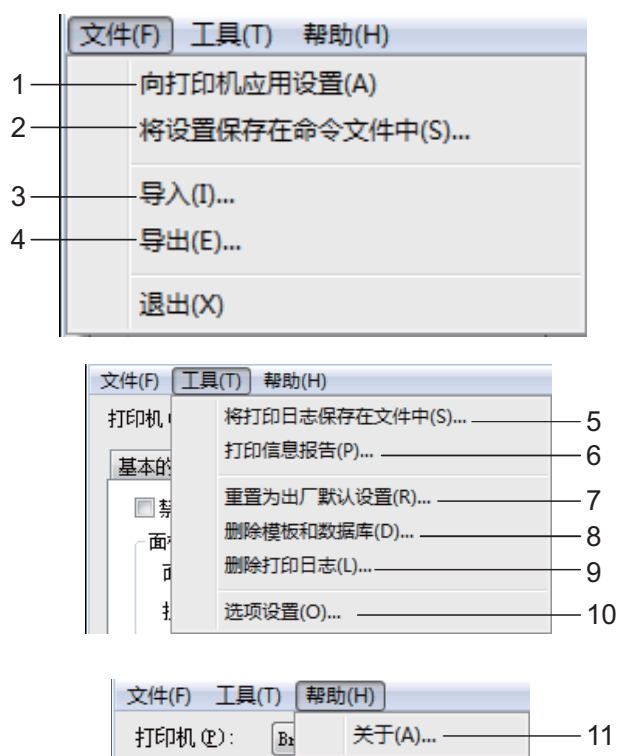 文件(F) 工具(T) 帮助(H)
1 向打印机应用设置(A)
2 将设置保存在命令文件中(S)...
3 导入(I)...
4 导出(E)...
退出(X)
文件(F) 工具(T) 帮助(H)
打印机
将打印日志保存在文件中(S)... 5
打印信息报告(P)... 6
基本的
重置为出厂默认设置(R)... 7
删除模板和数据库(D)... 8
删除打印日志(L)... 9
选项设置(O)... 10
文件(F) 工具(T) 帮助(H)
打印机(P): Br 关于(A)... 11